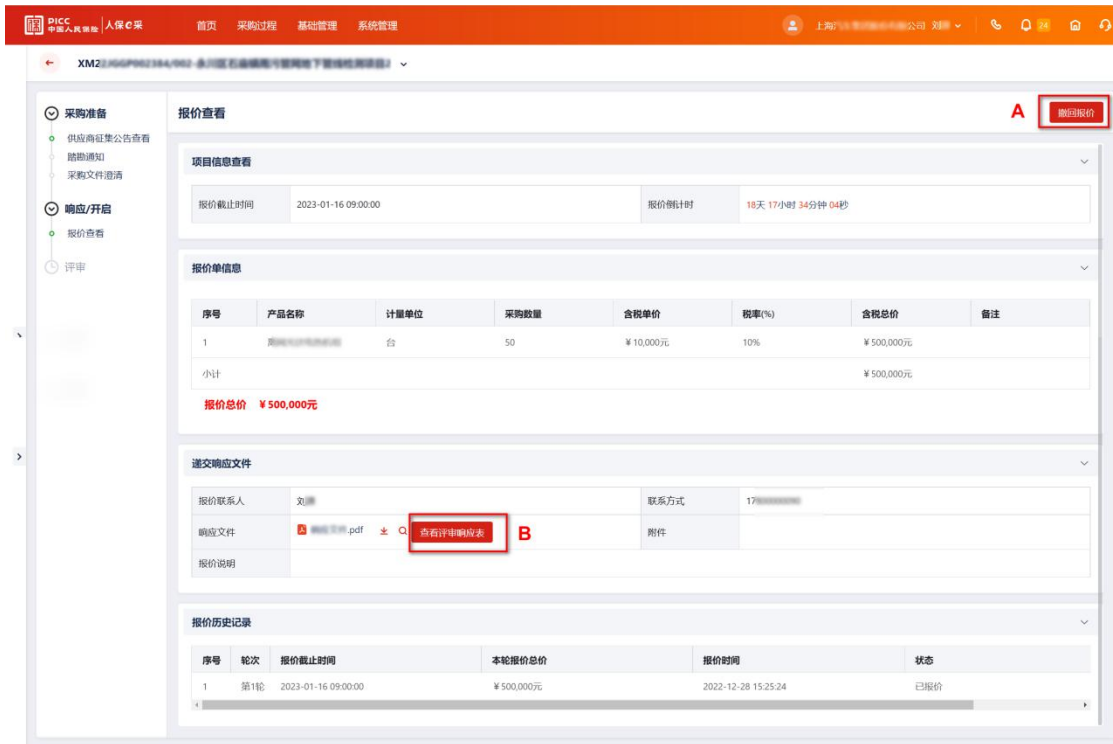 PICC 中国人民保险 人保e采 首页 采购过程 基础管理 系统管理 上海 公司 刘 24
XM2
采购准备
供应商征集公告查看
踏勘通知
采购文件澄清
响应/开启
报价查看
评审
报价查看 A 撤回报价
项目信息查看
报价截止时间 2023-01-16 09:00:00 报价倒计时 18天 17小时 34分钟 04秒
报价单信息
序号 产品名称 计量单位 采购数量 含税单价 税率(%) 含税总价 备注
1 台 50 ¥10,000元 10% ¥500,000元
小计 ¥500,000元
报价总价 ¥500,000元
递交响应文件
报价联系人 刘 联系方式 17
响应文件 .pdf 查看评审响应表 B 附件
报价说明
报价历史记录
序号 轮次 报价截止时间 本轮报价总价 报价时间 状态
1 第1轮 2023-01-16 09:00:00 ¥500,000元 2022-12-28 15:25:24 已报价